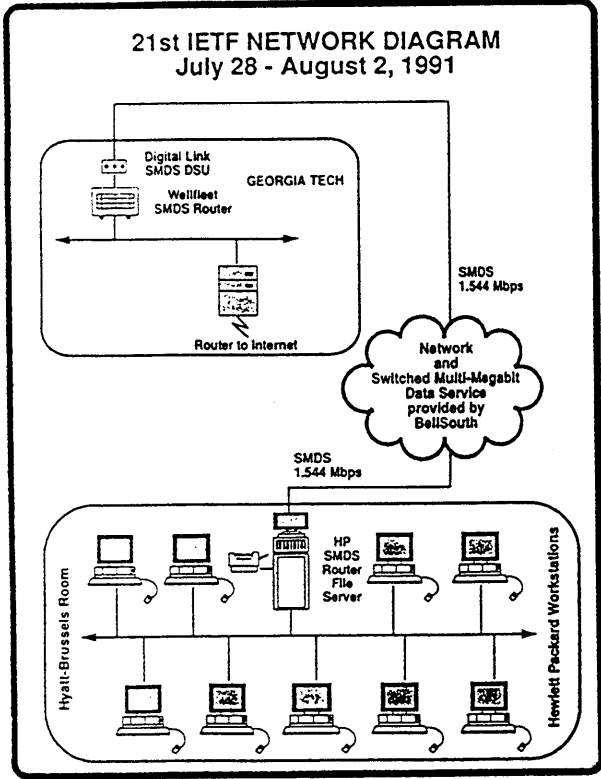 21st IETF NETWORK DIAGRAM
July 28 - August 2, 1991
Digital Link
SMDS DSU
GEORGIA TECH
Wellfleet
SMDS Router
Router to Internet
SMDS
1.544 Mbps
Network
and
Switched Multi-Megabit
Data Service
provided by
BellSouth
SMDS
1.544 Mbps
HP
SMDS
Router
File
Server
Hyatt-Brussels Room
Hewlett Packard Workstations